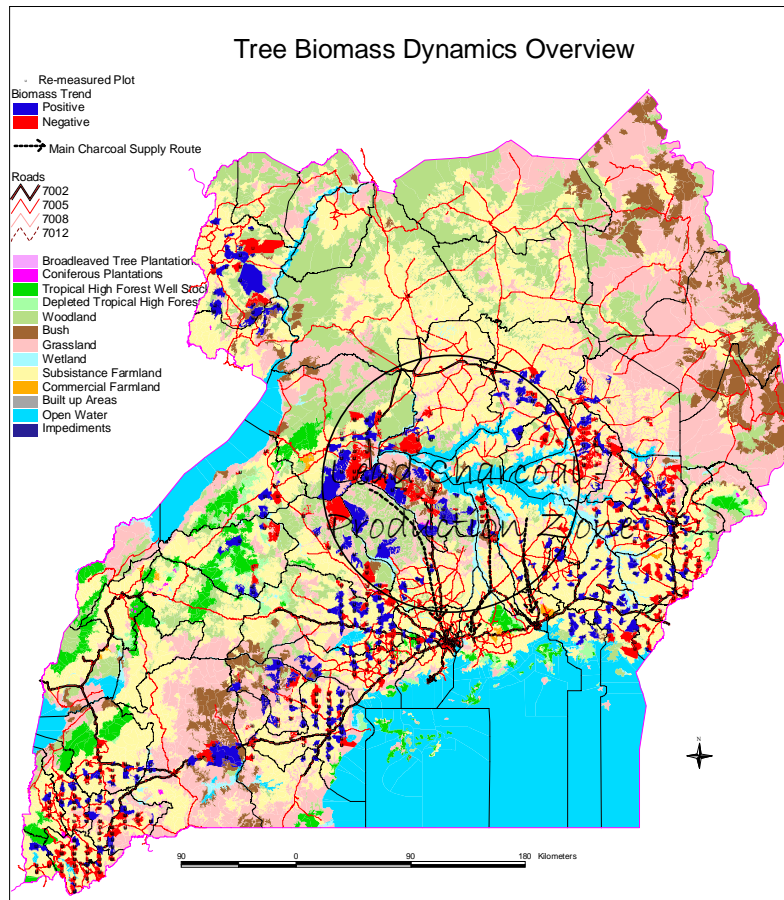 Tree Biomass Dynamics Overview
Re-measured Plot
Biomass Trend
Positive
Negative
Main Charcoal Supply Route
Roads
7002
7005
7008
7012
Broadleaved Tree Plantation
Coniferous Plantations
Tropical High Forest Well Stoc
Depleted Tropical High Fores
Woodland
Bush
Grassland
Wetland
Subsistance Farmland
Commercial Farmland
Built up Areas
Open Water
Impediments
Charcoal
Production Zone
N
90 0 90 180 Kilometers